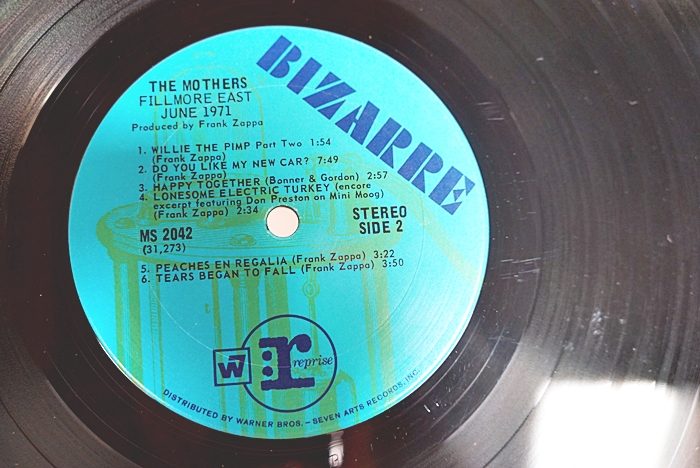 BIZARRE
THE MOTHERS
FILLMORE EAST
JUNE 1971
Produced by Frank Zappa
1. WILLIE THE PIMP Part Two 1:54
(Frank Zappa)
2. DO YOU LIKE MY NEW CAR? 7:49
(Frank Zappa)
3. HAPPY TOGETHER (Bonner & Gordon) 2:57
4. LONESOME ELECTRIC TURKEY (encore
excerpt featuring Don Preston on Mini Moog)
(Frank Zappa) 2:34
MS 2042
(31,273)
STEREO
SIDE 2
5. PEACHES EN REGALIA (Frank Zappa) 3:22
6. TEARS BEGAN TO FALL (Frank Zappa) 3:50
W7
:r reprise
DISTRIBUTED BY WARNER BROS. – SEVEN ARTS RECORDS, INC.